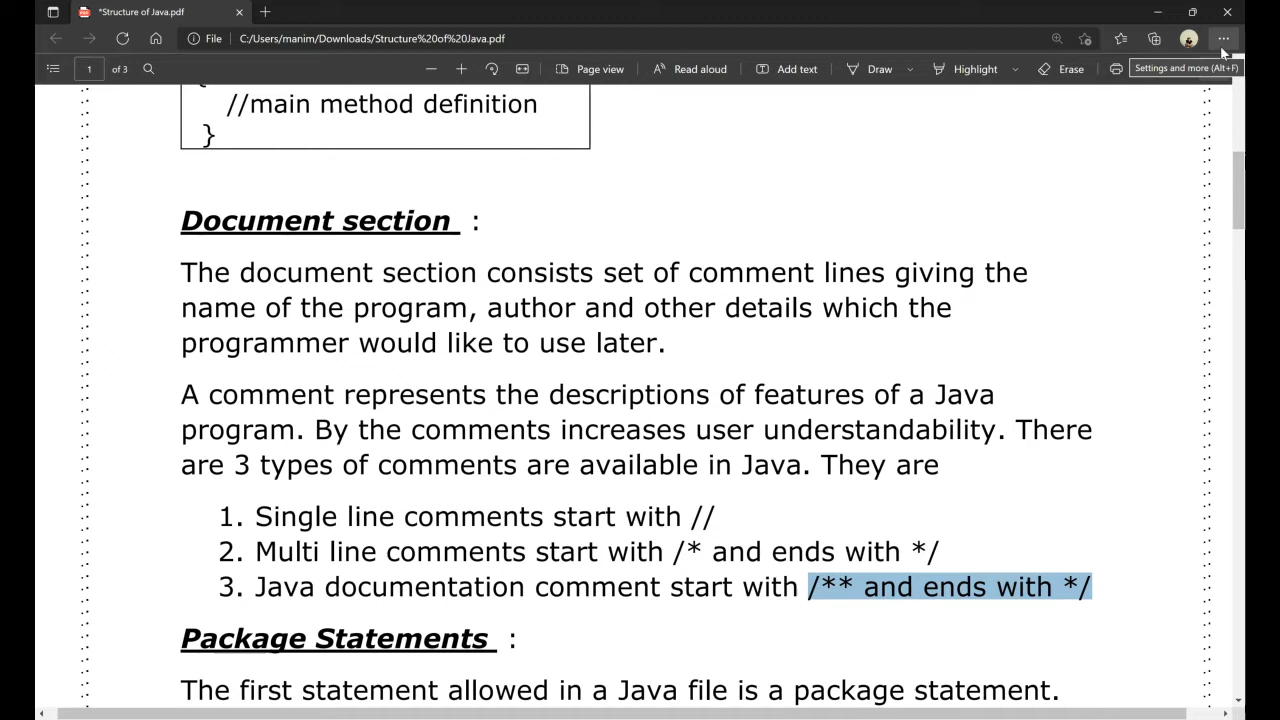 *Structure of Java.pdf
File C:/Users/manim/Downloads/Structure%20of%20Java.pdf
1 of 3 Page view Read aloud Add text Draw Highlight Erase Settings and more (Alt+F)
//main method definition
}
Document section :
The document section consists set of comment lines giving the
name of the program, author and other details which the
programmer would like to use later.
A comment represents the descriptions of features of a Java
program. By the comments increases user understandability. There
are 3 types of comments are available in Java. They are
1. Single line comments start with //
2. Multi line comments start with /* and ends with */
3. Java documentation comment start with /** and ends with */
Package Statements :
The first statement allowed in a Java file is a package statement.